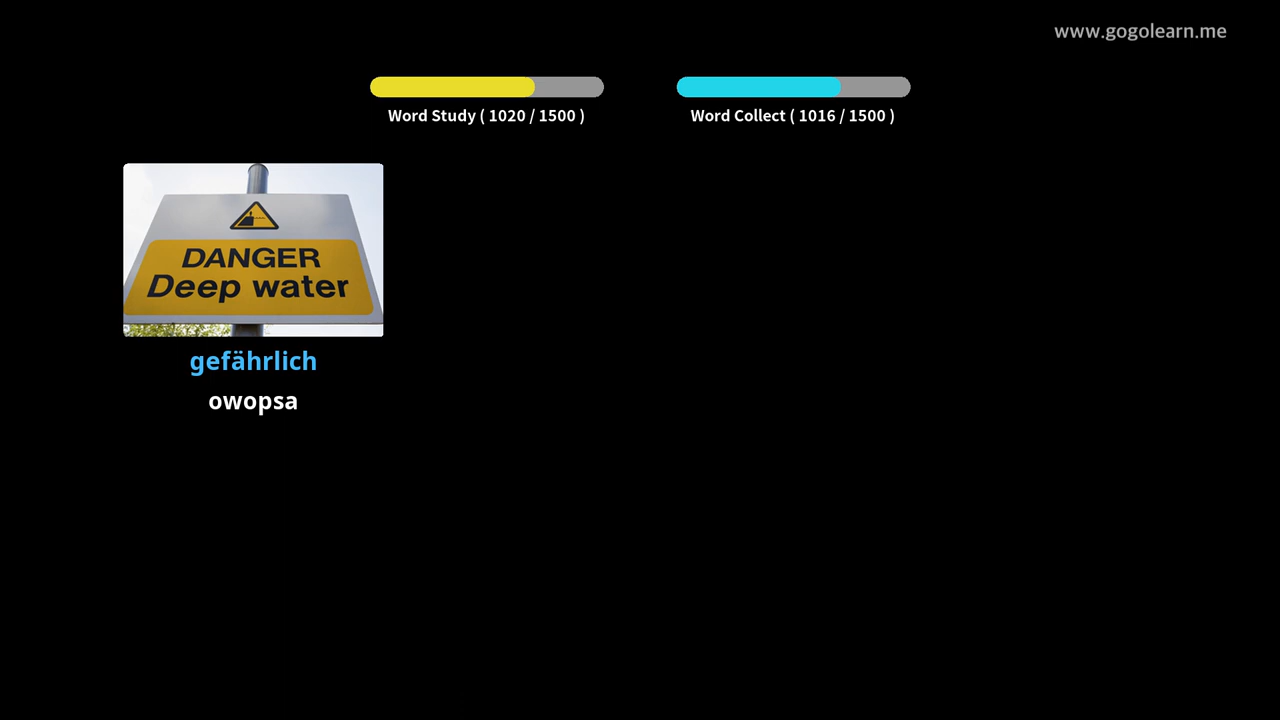 www.gogolearn.me
Word Study ( 1020 / 1500 )
Word Collect ( 1016 / 1500 )
DANGER
Deep water
gefährlich
owopsa